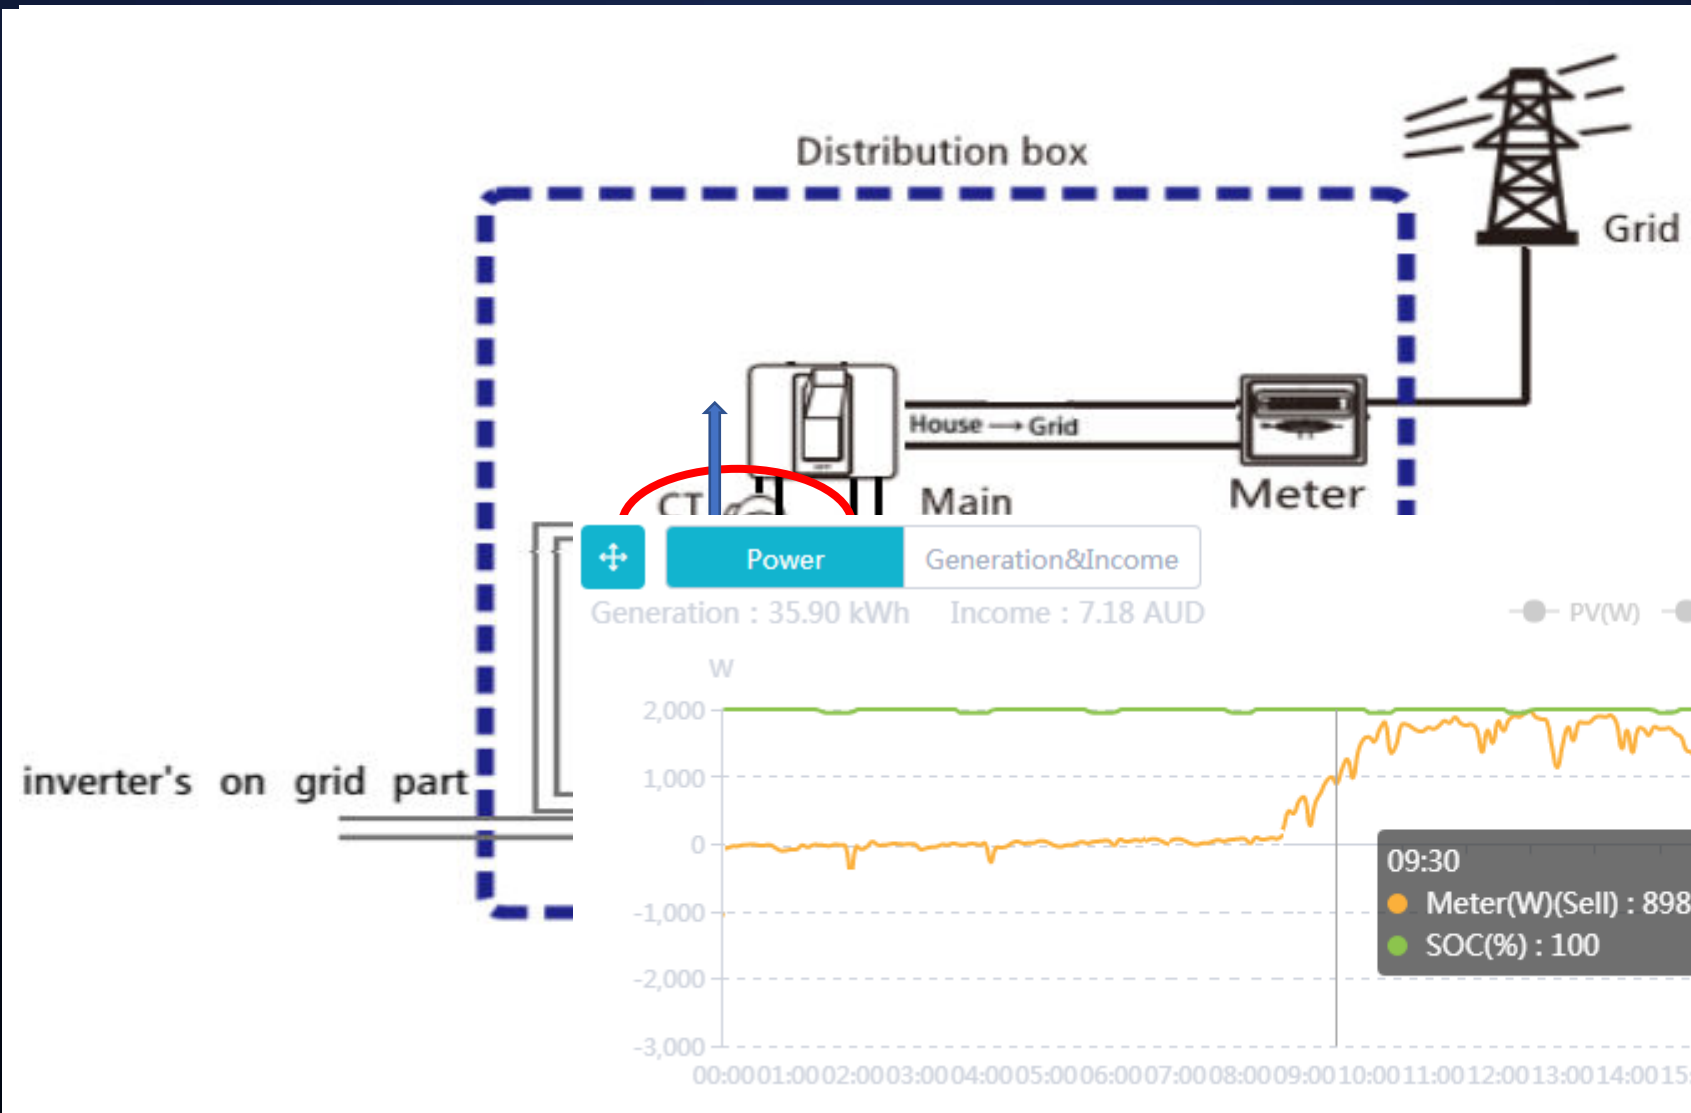 Distribution box
Grid
House → Grid
CT
Main
Meter
inverter's on grid part
Power
Generation&Income
Generation : 35.90 kWh
Income : 7.18 AUD
PV(W)
W
2,000
1,000
0
-1,000
-2,000
-3,000
09:30
Meter(W)(Sell) : 898
SOC(%) : 100
00:00 01:00 02:00 03:00 04:00 05:00 06:00 07:00 08:00 09:00 10:00 11:00 12:00 13:00 14:00 15: